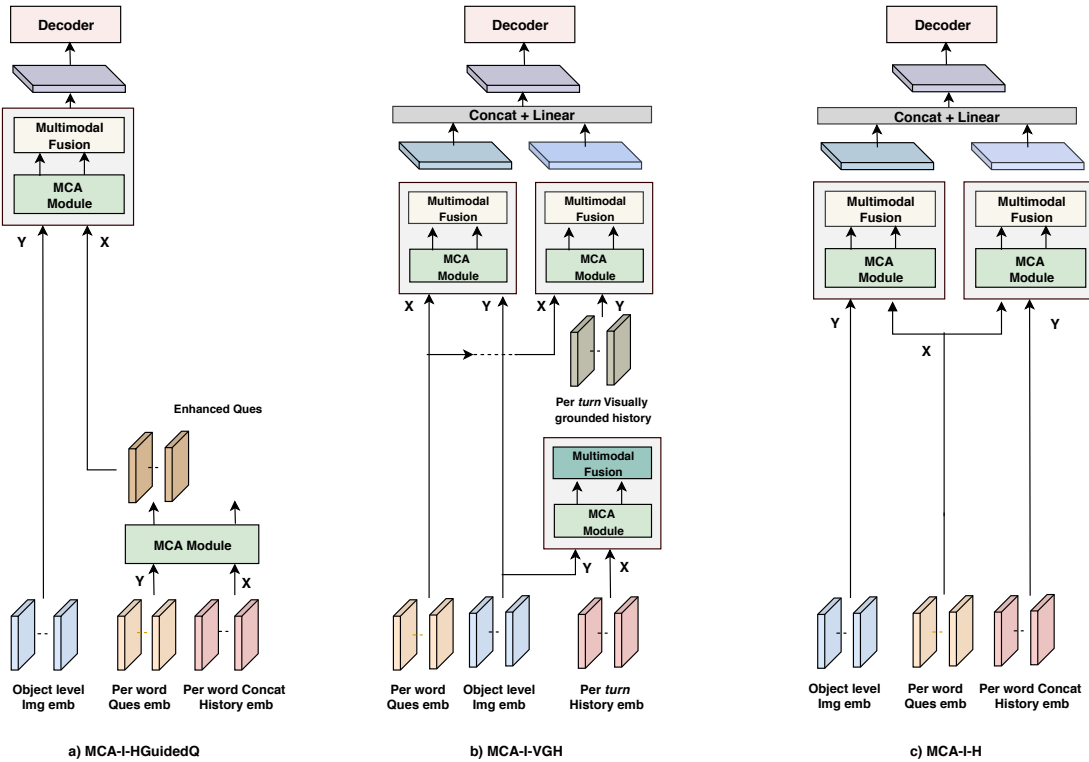 Decoder
Multimodal
Fusion
MCA
Module
Y
X
Enhanced Ques
MCA Module
Y
X
Object level
Img emb
Per word
Ques emb
Per word Concat
History emb
a) MCA-I-HGuidedQ
Decoder
Concat + Linear
Multimodal
Fusion
MCA
Module
Multimodal
Fusion
MCA
Module
X
Y
X
Y
Per turn Visually
grounded history
Multimodal
Fusion
MCA
Module
Y
X
Per word
Ques emb
Object level
Img emb
Per turn
History emb
b) MCA-I-VGH
Decoder
Concat + Linear
Multimodal
Fusion
MCA
Module
Multimodal
Fusion
MCA
Module
Y
X
Y
Object level
Img emb
Per word
Ques emb
Per word Concat
History emb
c) MCA-I-H